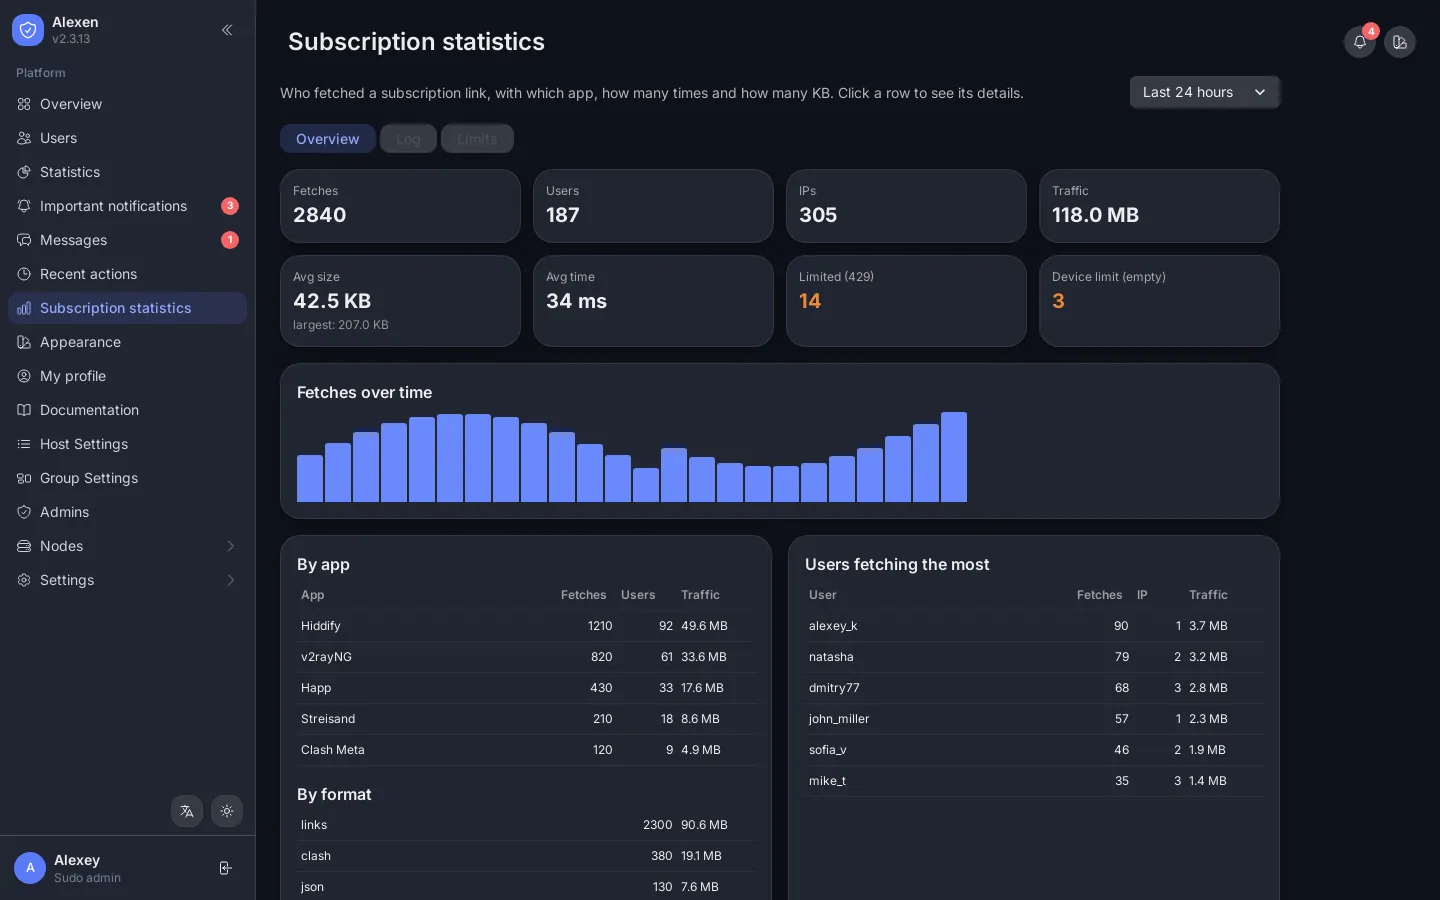 Alexen
v2.3.13
Platform
Overview
Users
Statistics
Important notifications 3
Messages 1
Recent actions
Subscription statistics
Appearance
My profile
Documentation
Host Settings
Group Settings
Admins
Nodes
Settings
A
Alexey
Sudo admin
Subscription statistics
4
Who fetched a subscription link, with which app, how many times and how many KB. Click a row to see its details.
Last 24 hours
Overview Log Limits
Fetches
2840
Users
187
IPs
305
Traffic
118.0 MB
Avg size
42.5 KB
largest: 207.0 KB
Avg time
34 ms
Limited (429)
14
Device limit (empty)
3
Fetches over time
By app
App Fetches Users Traffic
Hiddify 1210 92 49.6 MB
v2rayNG 820 61 33.6 MB
Happ 430 33 17.6 MB
Streisand 210 18 8.6 MB
Clash Meta 120 9 4.9 MB
By format
links 2300 90.6 MB
clash 380 19.1 MB
json 130 7.6 MB
Users fetching the most
User Fetches IP Traffic
alexey_k 90 1 3.7 MB
natasha 79 2 3.2 MB
dmitry77 68 3 2.8 MB
john_miller 57 1 2.3 MB
sofia_v 46 2 1.9 MB
mike_t 35 3 1.4 MB